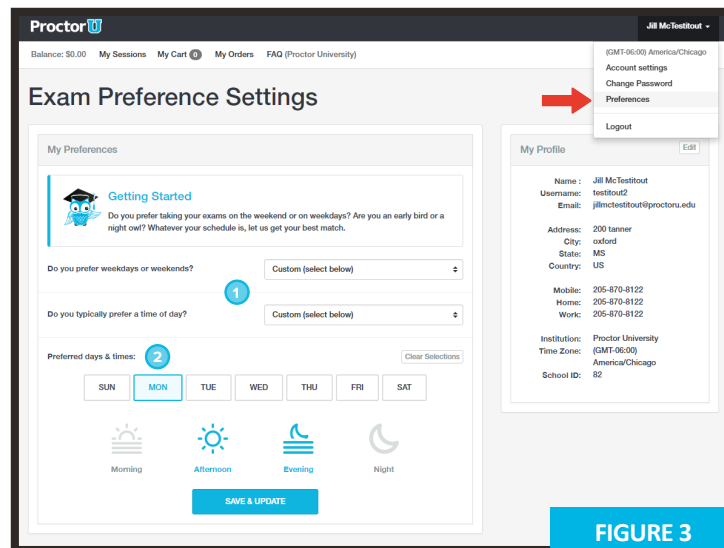 ProctorU
Jill McTestitout
Balance: $0.00 My Sessions My Cart 0 My Orders FAQ (Proctor University)
(GMT-06:00) America/Chicago
Account settings
Change Password
Preferences
Logout
Exam Preference Settings
My Preferences
Getting Started
Do you prefer taking your exams on the weekend or on weekdays? Are you an early bird or a
night owl? Whatever your schedule is, let us get your best match.
Do you prefer weekdays or weekends? Custom (select below)
1
Do you typically prefer a time of day? Custom (select below)
Preferred days & times: 2 Clear Selections
SUN MON TUE WED THU FRI SAT
Morning Afternoon Evening Night
SAVE & UPDATE
My Profile Edit
Name : Jill McTestitout
Username: testitout2
Email: jillmctestitout@proctoru.edu
Address: 200 tanner
City: oxford
State: MS
Country: US
Mobile: 205-870-8122
Home: 205-870-8122
Work: 205-870-8122
Institution: Proctor University
Time Zone: (GMT-06:00)
America/Chicago
School ID: 82
FIGURE 3